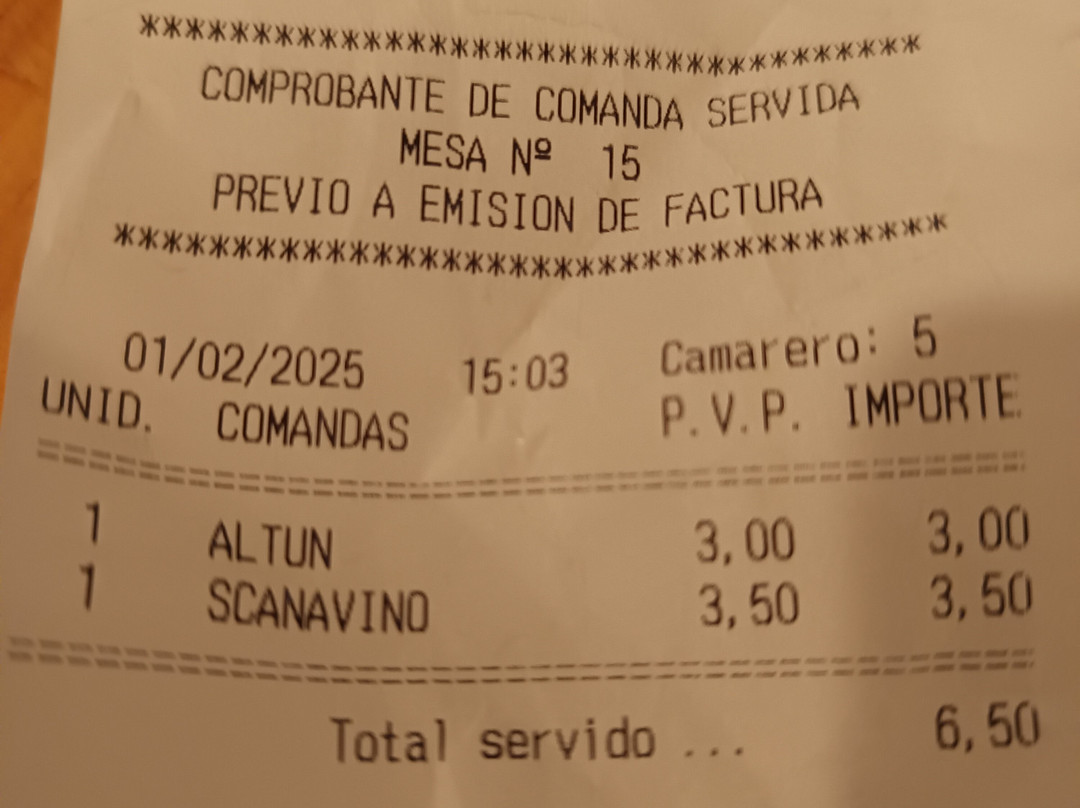 ***********************************
COMPROBANTE DE COMANDA SERVIDA
MESA Nº 15
PREVIO A EMISION DE FACTURA
***********************************
01/02/2025 15:03 Camarero: 5
UNID. COMANDAS P.V.P. IMPORTE
========================================
1 ALTUN 3,00 3,00
1 SCANAVINO 3,50 3,50
========================================
Total servido ... 6,50